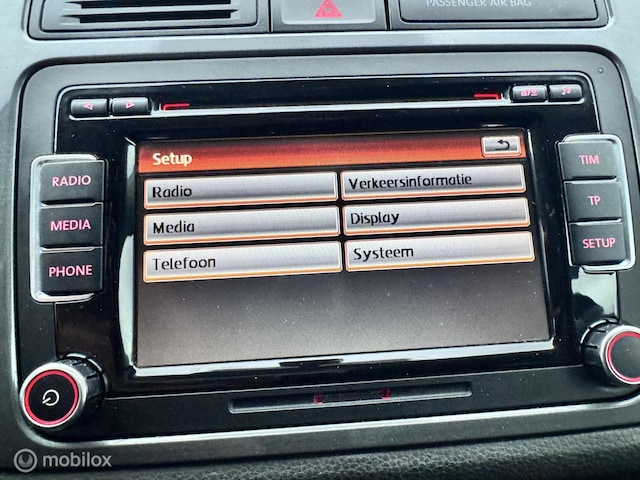 PASSENGER AIR BAG
RADIO
MEDIA
PHONE
Setup
Radio
Verkeersinformatie
Media
Display
Telefoon
Systeem
TIM
TP
SETUP
mobilox